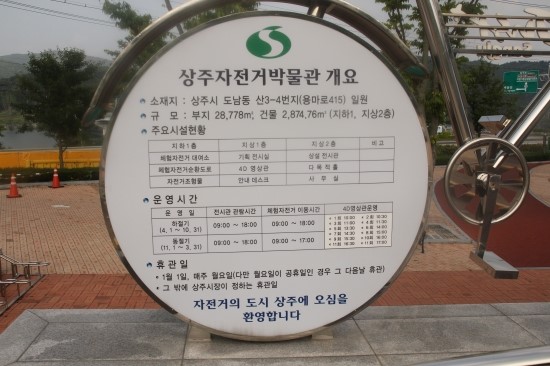 상주자전거박물관 개요
소재지 : 상주시 도남동 산3-4번지(용마로415) 일원
규 모 : 부지 28,778㎡, 건물 2,874,76㎡ (지하1, 지상2층)
주요시설현황
지하1층 지상1층 지상2층 비고
체험자전거 대여소 기획 전시실 상설 전시관
체험자전거순환도로 4D 영상관 다목적홀
자전거조형물 안내 데스크 사 무 실
운영시간
운 영 일 전시관 관람시간 체험자전거 이용시간 4D영상관운영
하절기 (4, 1 ~ 10, 31) 09:00 ~ 18:00 09:00 ~ 18:00
동절기 (11, 1 ~ 3, 31) 09:00 ~ 18:00 09:00 ~ 17:00
휴관일
• 1월 1일, 매주 월요일(다만 월요일이 공휴일인 경우 그 다음날 휴관)
• 그 밖에 상주시장이 정하는 휴관일
자전거의 도시 상주에 오심을
환영합니다